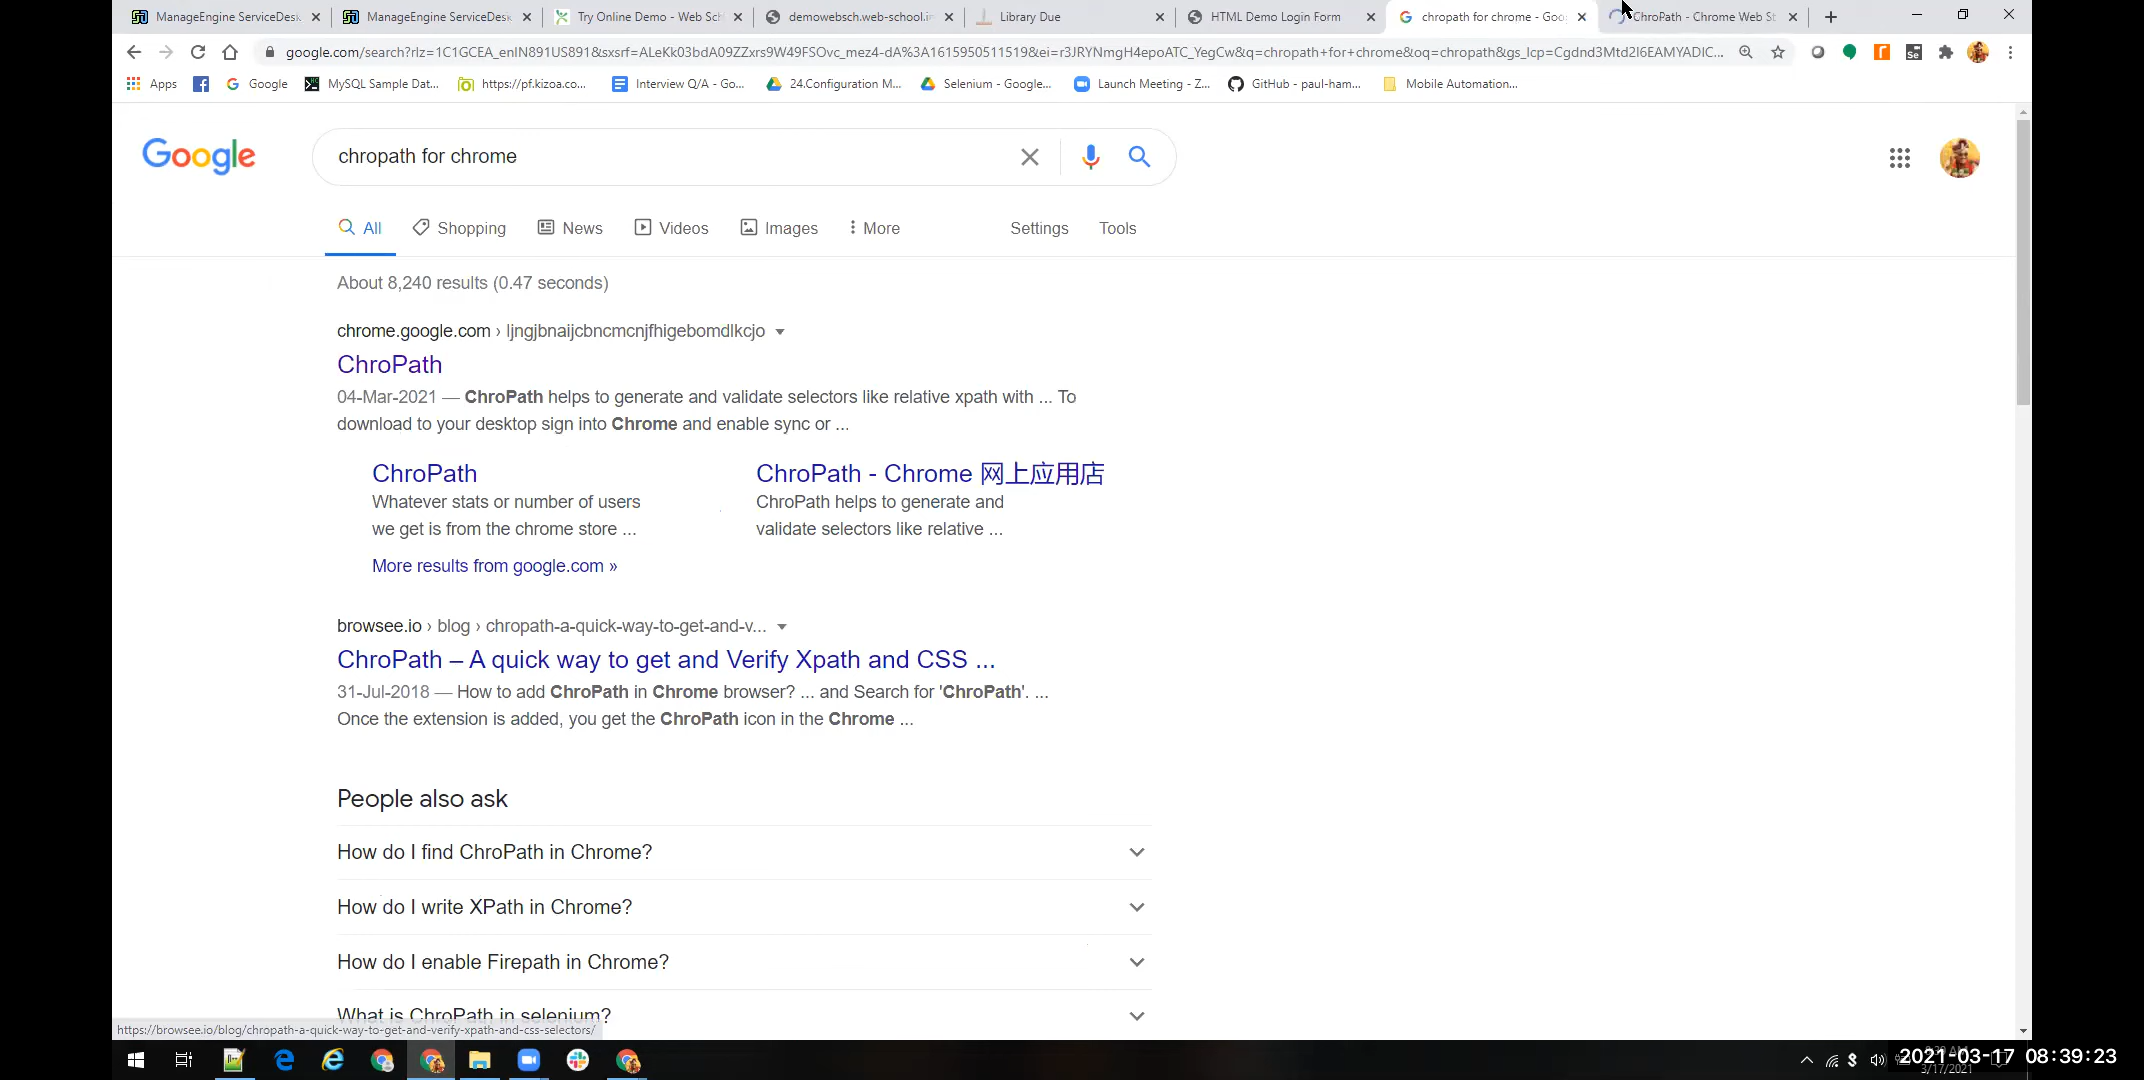 ManageEngine ServiceDesk
ManageEngine ServiceDesk
Try Online Demo - Web Sch
demowebsch.web-school.in
Library Due
HTML Demo Login Form
chropath for chrome - Goo
ChroPath - Chrome Web St
google.com/search?rlz=1C1GCEA_enIN891US891&sxsrf=ALeKk03bdA09ZZxrs9W49FSOvc_mez4-dA%3A1615950511519&ei=r3JRYNmgH4epoATC_YegCw&q=chropath+for+chrome&oq=chropath&gs_lcp=Cgdnd3Mtd2l6EAMYADIC...
Apps
Google
MySQL Sample Dat...
https://pf.kizoa.co...
Interview Q/A - Go...
24.Configuration M...
Selenium - Google...
Launch Meeting - Z...
GitHub - paul-ham...
Mobile Automation...
Google
chropath for chrome
All
Shopping
News
Videos
Images
More
Settings
Tools
About 8,240 results (0.47 seconds)
chrome.google.com › ljngjbnaijcbncmcnjfhigebomdlkcjo
ChroPath
04-Mar-2021 — ChroPath helps to generate and validate selectors like relative xpath with ... To
download to your desktop sign into Chrome and enable sync or ...
ChroPath
Whatever stats or number of users
we get is from the chrome store ...
ChroPath - Chrome 网上应用店
ChroPath helps to generate and
validate selectors like relative ...
More results from google.com »
browsee.io › blog › chropath-a-quick-way-to-get-and-v...
ChroPath – A quick way to get and Verify Xpath and CSS ...
31-Jul-2018 — How to add ChroPath in Chrome browser? ... and Search for 'ChroPath'. ...
Once the extension is added, you get the ChroPath icon in the Chrome ...
People also ask
How do I find ChroPath in Chrome?
How do I write XPath in Chrome?
How do I enable Firepath in Chrome?
What is ChroPath in selenium?
https://browsee.io/blog/chropath-a-quick-way-to-get-and-verify-xpath-and-css-selectors/
2021-03-17 08:39:23
3/17/2021